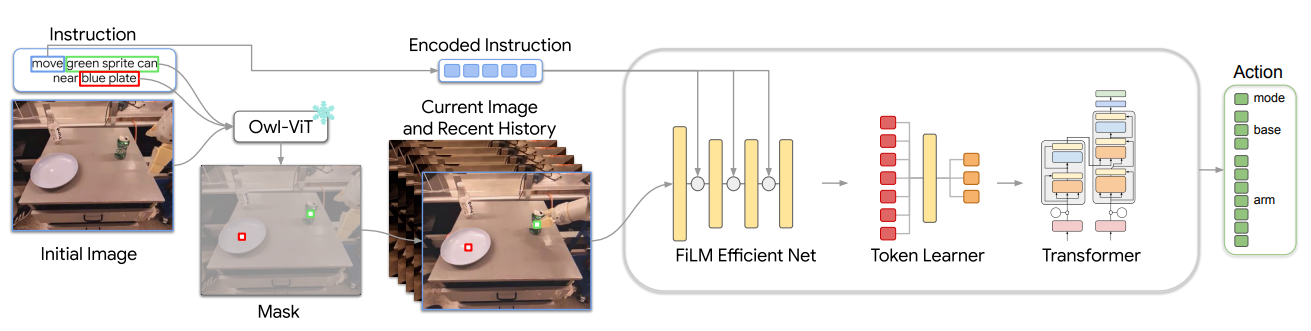 Instruction
move green sprite can
near blue plate
Initial Image
Owl-ViT
Mask
Encoded Instruction
Current Image
and Recent History
FiLM Efficient Net
Token Learner
Transformer
Action
mode
base
arm